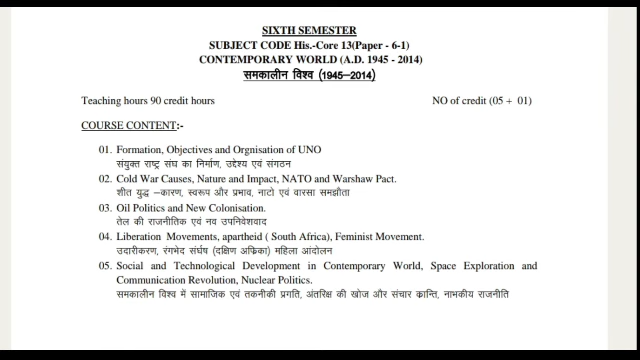 SIXTH SEMESTER
SUBJECT CODE His.-Core 13(Paper - 6-1)
CONTEMPORARY WORLD (A.D. 1945 - 2014)
समकालीन विश्व (1945–2014)
Teaching hours 90 credit hours NO of credit (05 + 01)
COURSE CONTENT:-
01. Formation, Objectives and Orgnisation of UNO
संयुक्त राष्ट्र संघ का निर्माण, उद्देश्य एवं संगठन
02. Cold War Causes, Nature and Impact, NATO and Warshaw Pact.
शीत युद्ध –कारण, स्वरूप और प्रभाव, नाटो एवं वारसा समझौता
03. Oil Politics and New Colonisation.
तेल की राजनीतिक एवं नव उपनिवेशवाद
04. Liberation Movements, apartheid ( South Africa), Feminist Movement.
उदारीकरण, रंगभेद संर्घष (दक्षिण अफ्रिका) महिला आंदोलन
05. Social and Technological Development in Contemporary World, Space Exploration and
Communication Revolution, Nuclear Politics.
समकालीन विश्व में सामाजिक एवं तकनीकी प्रगति, अंतरिक्ष की खोज और संचार क्रान्ति, नाभकीय राजनीति